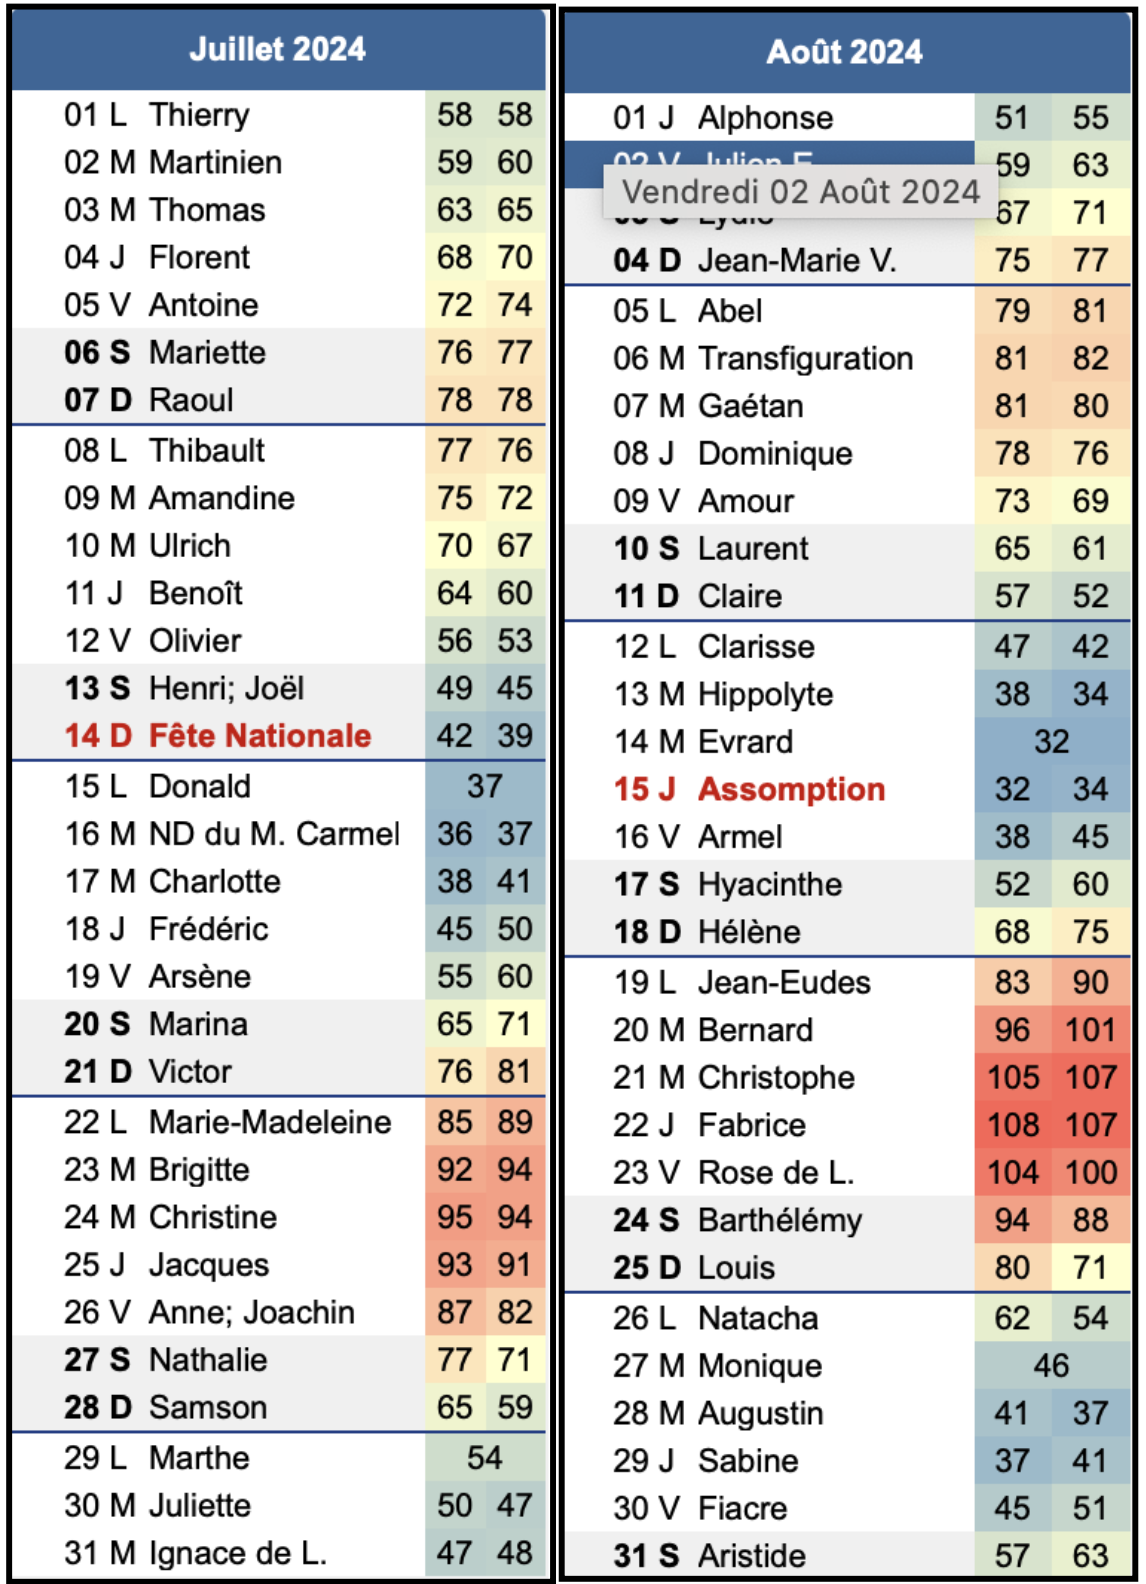 Juillet 2024
01 L Thierry 58 58
02 M Martinien 59 60
03 M Thomas 63 65
04 J Florent 68 70
05 V Antoine 72 74
06 S Mariette 76 77
07 D Raoul 78 78
08 L Thibault 77 76
09 M Amandine 75 72
10 M Ulrich 70 67
11 J Benoît 64 60
12 V Olivier 56 53
13 S Henri; Joël 49 45
14 D Fête Nationale 42 39
15 L Donald 37
16 M ND du M. Carmel 36 37
17 M Charlotte 38 41
18 J Frédéric 45 50
19 V Arsène 55 60
20 S Marina 65 71
21 D Victor 76 81
22 L Marie-Madeleine 85 89
23 M Brigitte 92 94
24 M Christine 95 94
25 J Jacques 93 91
26 V Anne; Joachin 87 82
27 S Nathalie 77 71
28 D Samson 65 59
29 L Marthe 54
30 M Juliette 50 47
31 M Ignace de L. 47 48
Août 2024
01 J Alphonse 51 55
02 V Julien E. 59 63
Vendredi 02 Août 2024
03 S Lydie 67 71
04 D Jean-Marie V. 75 77
05 L Abel 79 81
06 M Transfiguration 81 82
07 M Gaétan 81 80
08 J Dominique 78 76
09 V Amour 73 69
10 S Laurent 65 61
11 D Claire 57 52
12 L Clarisse 47 42
13 M Hippolyte 38 34
14 M Evrard 32
15 J Assomption 32 34
16 V Armel 38 45
17 S Hyacinthe 52 60
18 D Hélène 68 75
19 L Jean-Eudes 83 90
20 M Bernard 96 101
21 M Christophe 105 107
22 J Fabrice 108 107
23 V Rose de L. 104 100
24 S Barthélémy 94 88
25 D Louis 80 71
26 L Natacha 62 54
27 M Monique 46
28 M Augustin 41 37
29 J Sabine 37 41
30 V Fiacre 45 51
31 S Aristide 57 63